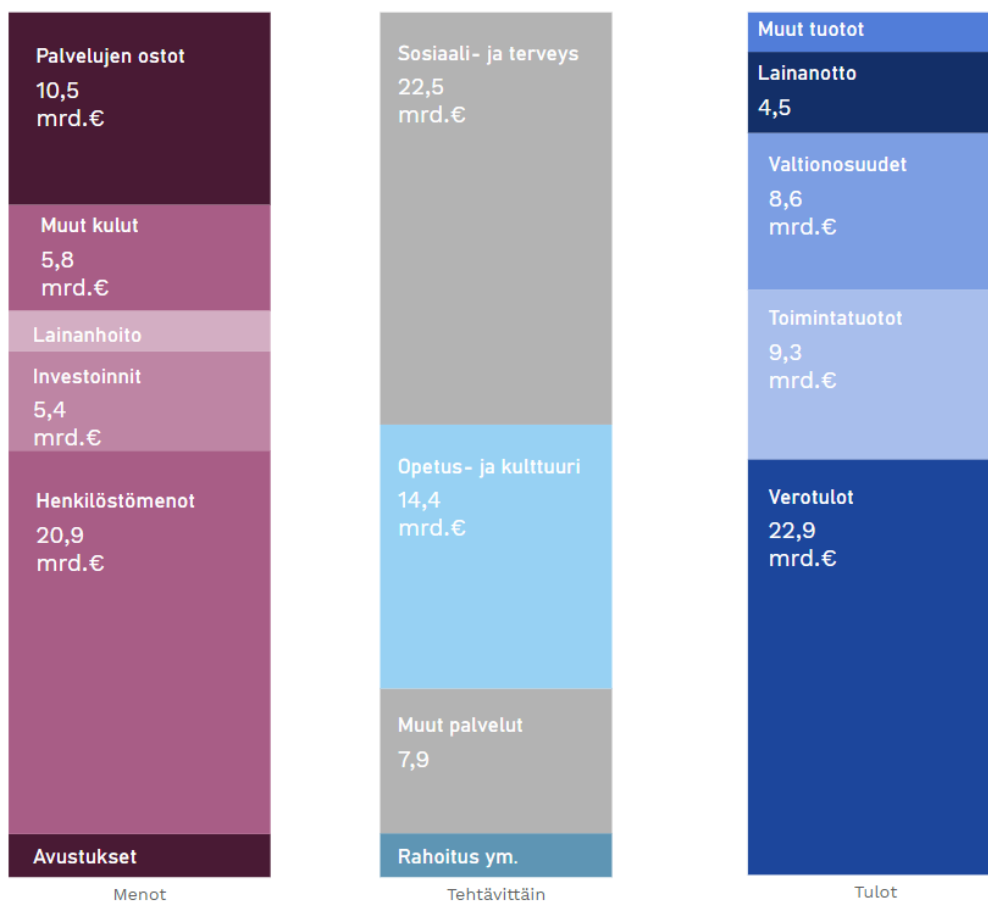 Palvelujen ostot
10,5
mrd.€
Muut kulut
5,8
mrd.€
Lainanhoito
Investoinnit
5,4
mrd.€
Henkilöstömenot
20,9
mrd.€
Avustukset
Menot
Sosiaali- ja terveys
22,5
mrd.€
Opetus- ja kulttuuri
14,4
mrd.€
Muut palvelut
7,9
Rahoitus ym.
Tehtävittäin
Muut tuotot
Lainanotto
4,5
Valtionosuudet
8,6
mrd.€
Toimintatuotot
9,3
mrd.€
Verotulot
22,9
mrd.€
Tulot